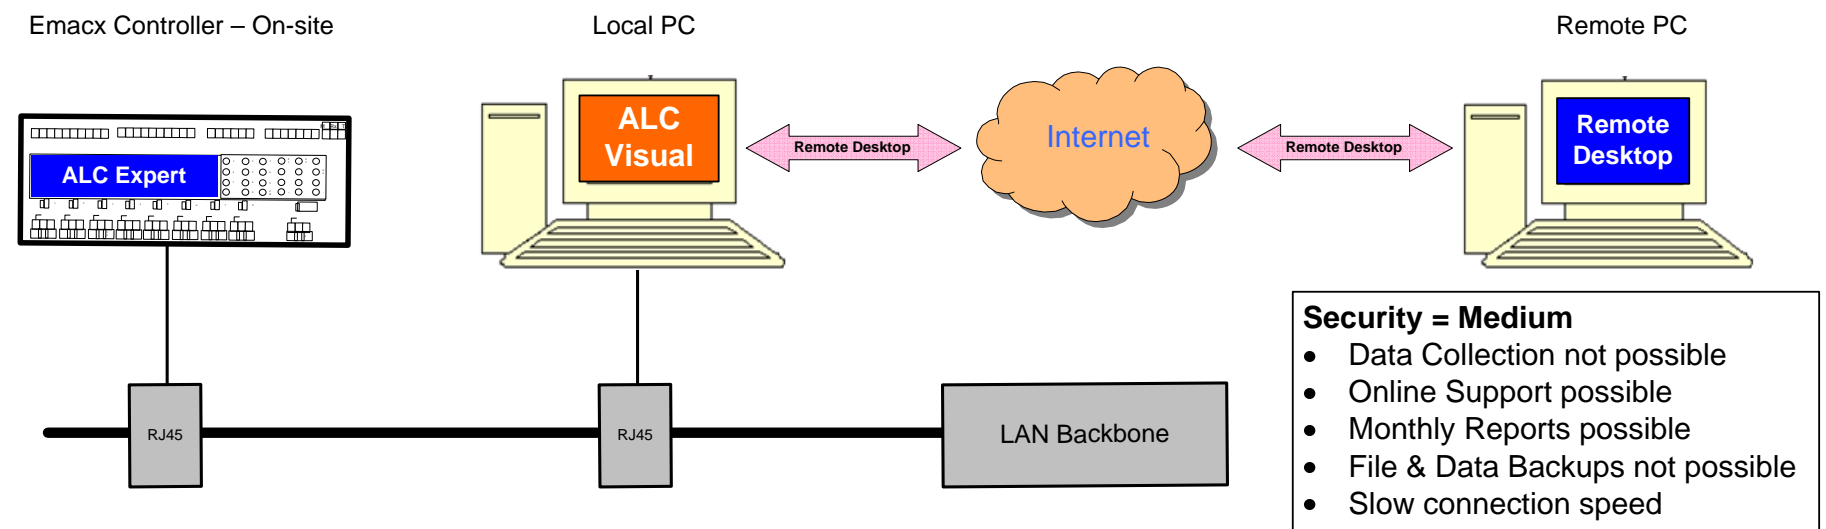 Emacx Controller – On-site
Local PC
Remote PC
ALC Expert
ALC
Visual
Remote Desktop
Internet
Remote Desktop
Remote
Desktop
RJ45
RJ45
LAN Backbone
Security = Medium
• Data Collection not possible
• Online Support possible
• Monthly Reports possible
• File & Data Backups not possible
• Slow connection speed